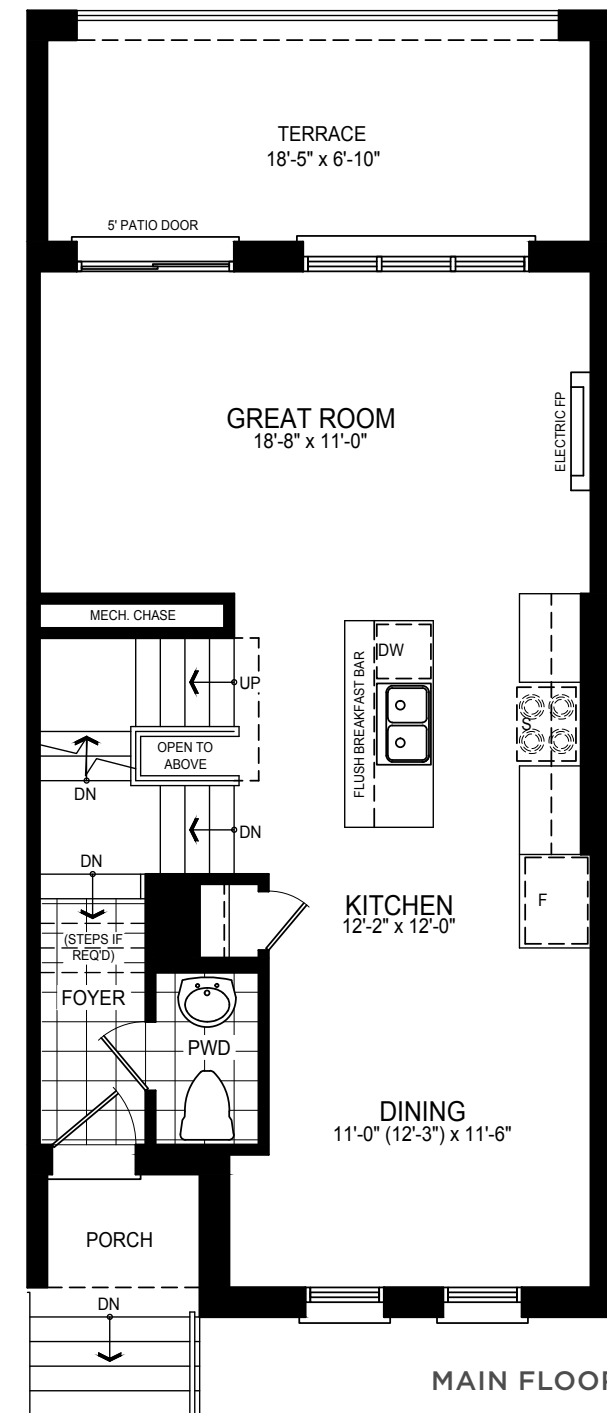 TERRACE
18'-5" x 6'-10"
5' PATIO DOOR
GREAT ROOM
18'-8" x 11'-0"
ELECTRIC FP
MECH. CHASE
UP
OPEN TO
ABOVE
DN
DN
FLUSH BREAKFAST BAR
DW
S
DN
(STEPS IF
REQ'D)
FOYER
KITCHEN
12'-2" x 12'-0"
F
PWD
DINING
11'-0" (12'-3") x 11'-6"
PORCH
DN
MAIN FLOOR